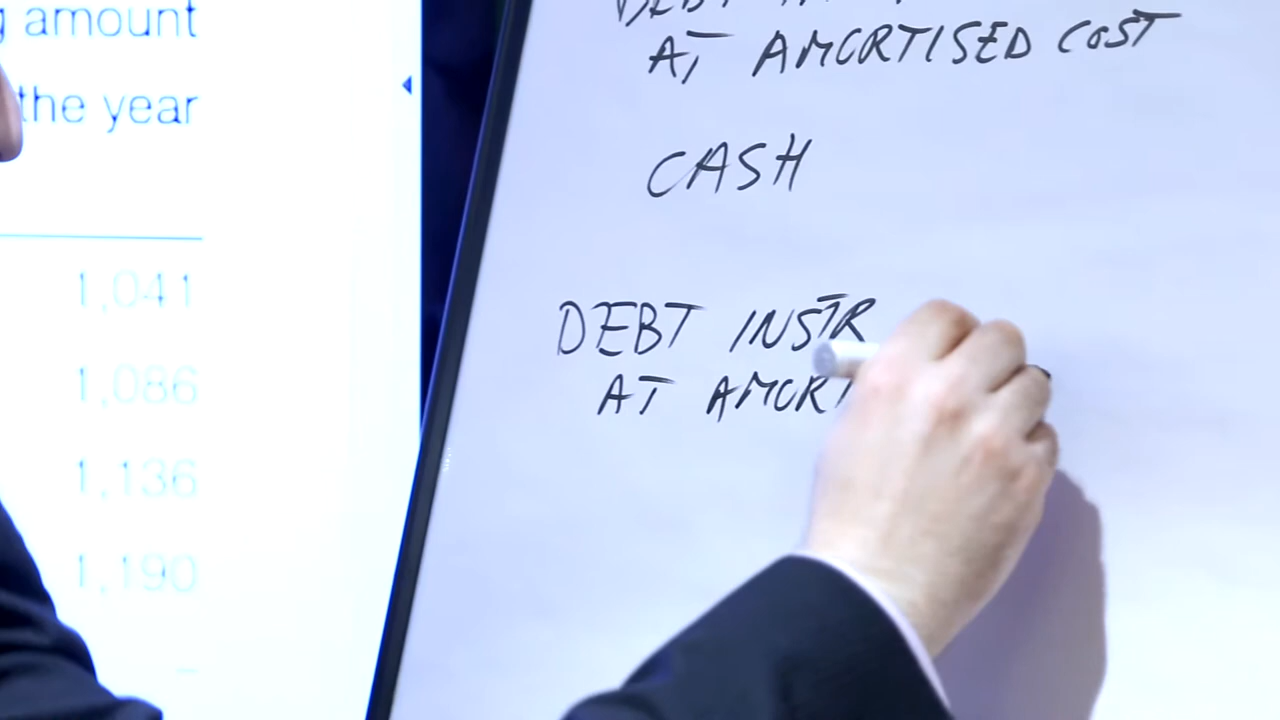 amount
the year
1,041
1,086
1,136
1,190
–
DEBT
AT AMORTISED COST
CASH
DEBT INSTR
AT AMORT